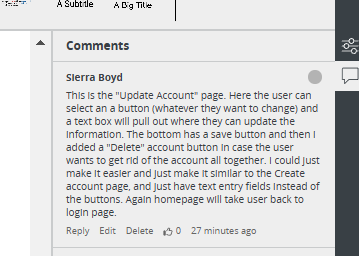 A Subtitle
A Big Title
Comments
Sierra Boyd
This is the "Update Account" page. Here the user can
select an a button (whatever they want to change) and
a text box will pull out where they can update the
information. The bottom has a save button and then I
added a "Delete" account button in case the user
wants to get rid of the account all together. I could just
make it easier and just make it similar to the Create
account page, and just have text entry fields instead of
the buttons. Again homepage will take user back to
login page.
Reply Edit Delete 0 27 minutes ago